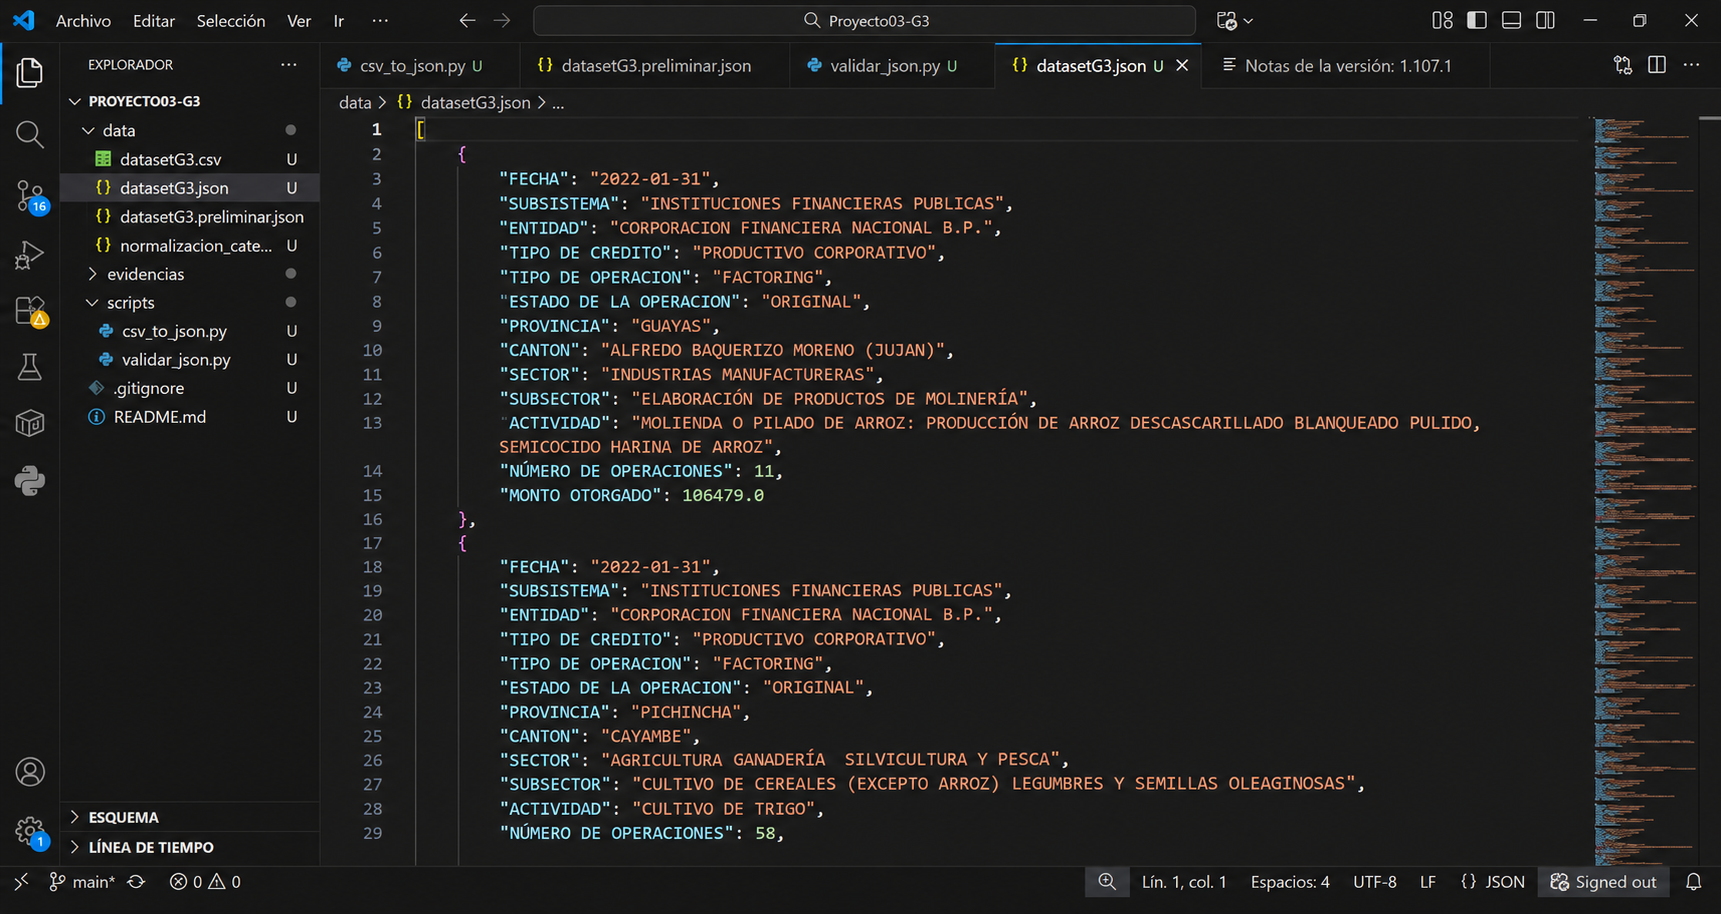 Archivo Editar Selección Ver Ir ··· Proyecto03-G3
EXPLORADOR ···
csv_to_json.py U datasetG3.preliminar.json validar_json.py U datasetG3.json U Notas de la versión: 1.107.1 ···
data > {} datasetG3.json > ...
PROYECTO03-G3
data
datasetG3.csv U
datasetG3.json U
datasetG3.preliminar.json
normalizacion_cate... U
evidencias
scripts
csv_to_json.py U
validar_json.py U
.gitignore U
README.md U
16
1
ESQUEMA
LÍNEA DE TIEMPO
1 [
2 {
3 "FECHA": "2022-01-31",
4 "SUBSISTEMA": "INSTITUCIONES FINANCIERAS PUBLICAS",
5 "ENTIDAD": "CORPORACION FINANCIERA NACIONAL B.P.",
6 "TIPO DE CREDITO": "PRODUCTIVO CORPORATIVO",
7 "TIPO DE OPERACION": "FACTORING",
8 "ESTADO DE LA OPERACION": "ORIGINAL",
9 "PROVINCIA": "GUAYAS",
10 "CANTON": "ALFREDO BAQUERIZO MORENO (JUJAN)",
11 "SECTOR": "INDUSTRIAS MANUFACTURERAS",
12 "SUBSECTOR": "ELABORACIÓN DE PRODUCTOS DE MOLINERÍA",
13 "ACTIVIDAD": "MOLIENDA O PILADO DE ARROZ: PRODUCCIÓN DE ARROZ DESCASCARILLADO BLANQUEADO PULIDO,
SEMICOCIDO HARINA DE ARROZ",
14 "NÚMERO DE OPERACIONES": 11,
15 "MONTO OTORGADO": 106479.0
16 },
17 {
18 "FECHA": "2022-01-31",
19 "SUBSISTEMA": "INSTITUCIONES FINANCIERAS PUBLICAS",
20 "ENTIDAD": "CORPORACION FINANCIERA NACIONAL B.P.",
21 "TIPO DE CREDITO": "PRODUCTIVO CORPORATIVO",
22 "TIPO DE OPERACION": "FACTORING",
23 "ESTADO DE LA OPERACION": "ORIGINAL",
24 "PROVINCIA": "PICHINCHA",
25 "CANTON": "CAYAMBE",
26 "SECTOR": "AGRICULTURA GANADERÍA  SILVICULTURA Y PESCA",
27 "SUBSECTOR": "CULTIVO DE CEREALES (EXCEPTO ARROZ) LEGUMBRES Y SEMILLAS OLEAGINOSAS",
28 "ACTIVIDAD": "CULTIVO DE TRIGO",
29 "NÚMERO DE OPERACIONES": 58,
main* 0 0 Lín. 1, col. 1 Espacios: 4 UTF-8 LF {} JSON Signed out